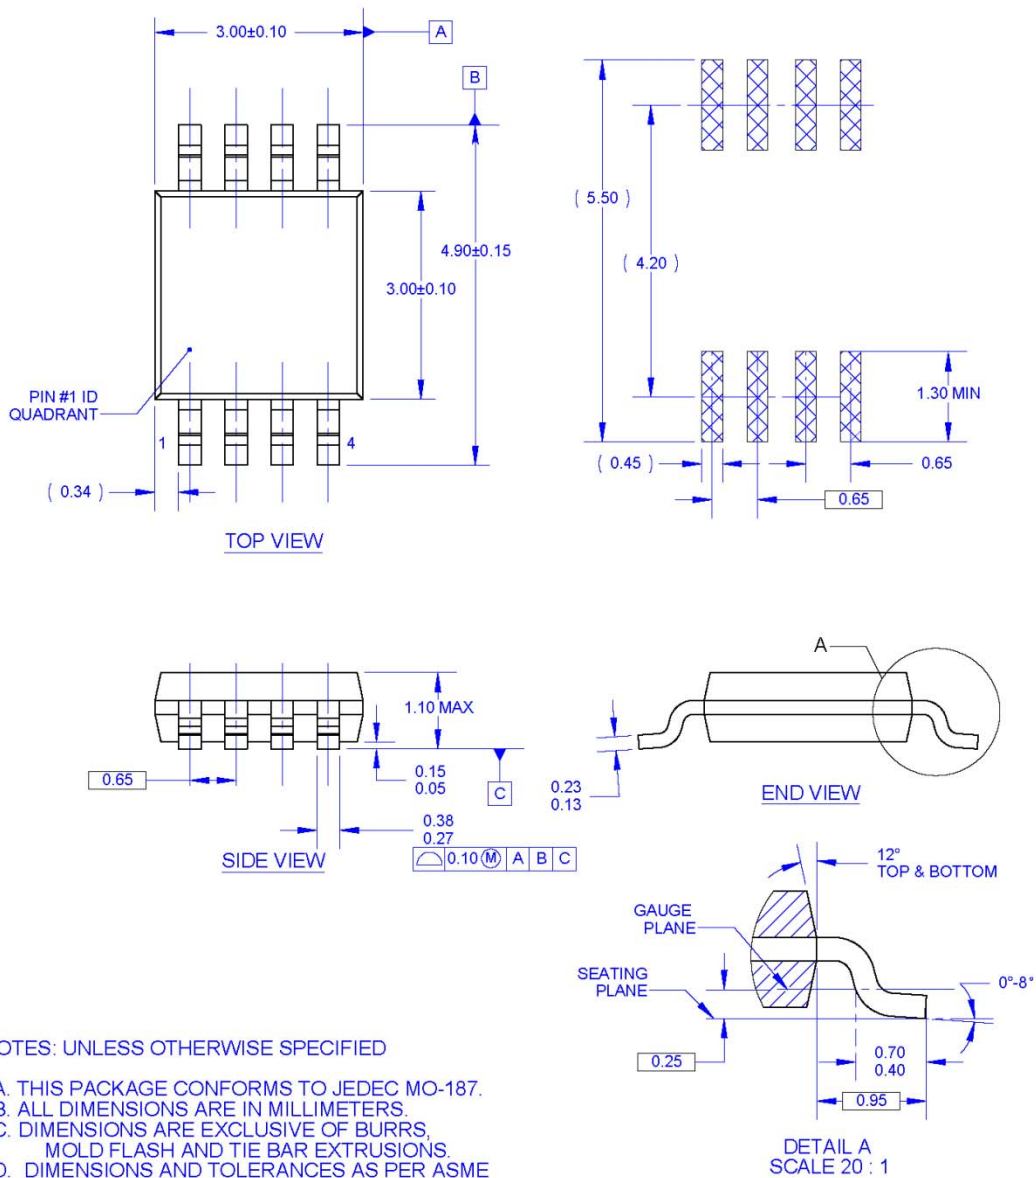 3.00±0.10
A
B
( 5.50 )
4.90±0.15
( 4.20 )
3.00±0.10
PIN #1 ID
QUADRANT
1
4
1.30 MIN
( 0.34 )
( 0.45 )
0.65
0.65
TOP VIEW
A
1.10 MAX
0.65
0.15
0.05
C
0.23
0.13
END VIEW
0.38
0.27
SIDE VIEW
0.10 Ⓜ A B C
12°
TOP & BOTTOM
GAUGE
PLANE
SEATING
PLANE
0°-8°
0.25
0.70
0.40
0.95
DETAIL A
SCALE 20 : 1
OTES: UNLESS OTHERWISE SPECIFIED
A. THIS PACKAGE CONFORMS TO JEDEC MO-187.
B. ALL DIMENSIONS ARE IN MILLIMETERS.
C. DIMENSIONS ARE EXCLUSIVE OF BURRS,
MOLD FLASH AND TIE BAR EXTRUSIONS.
D. DIMENSIONS AND TOLERANCES AS PER ASME